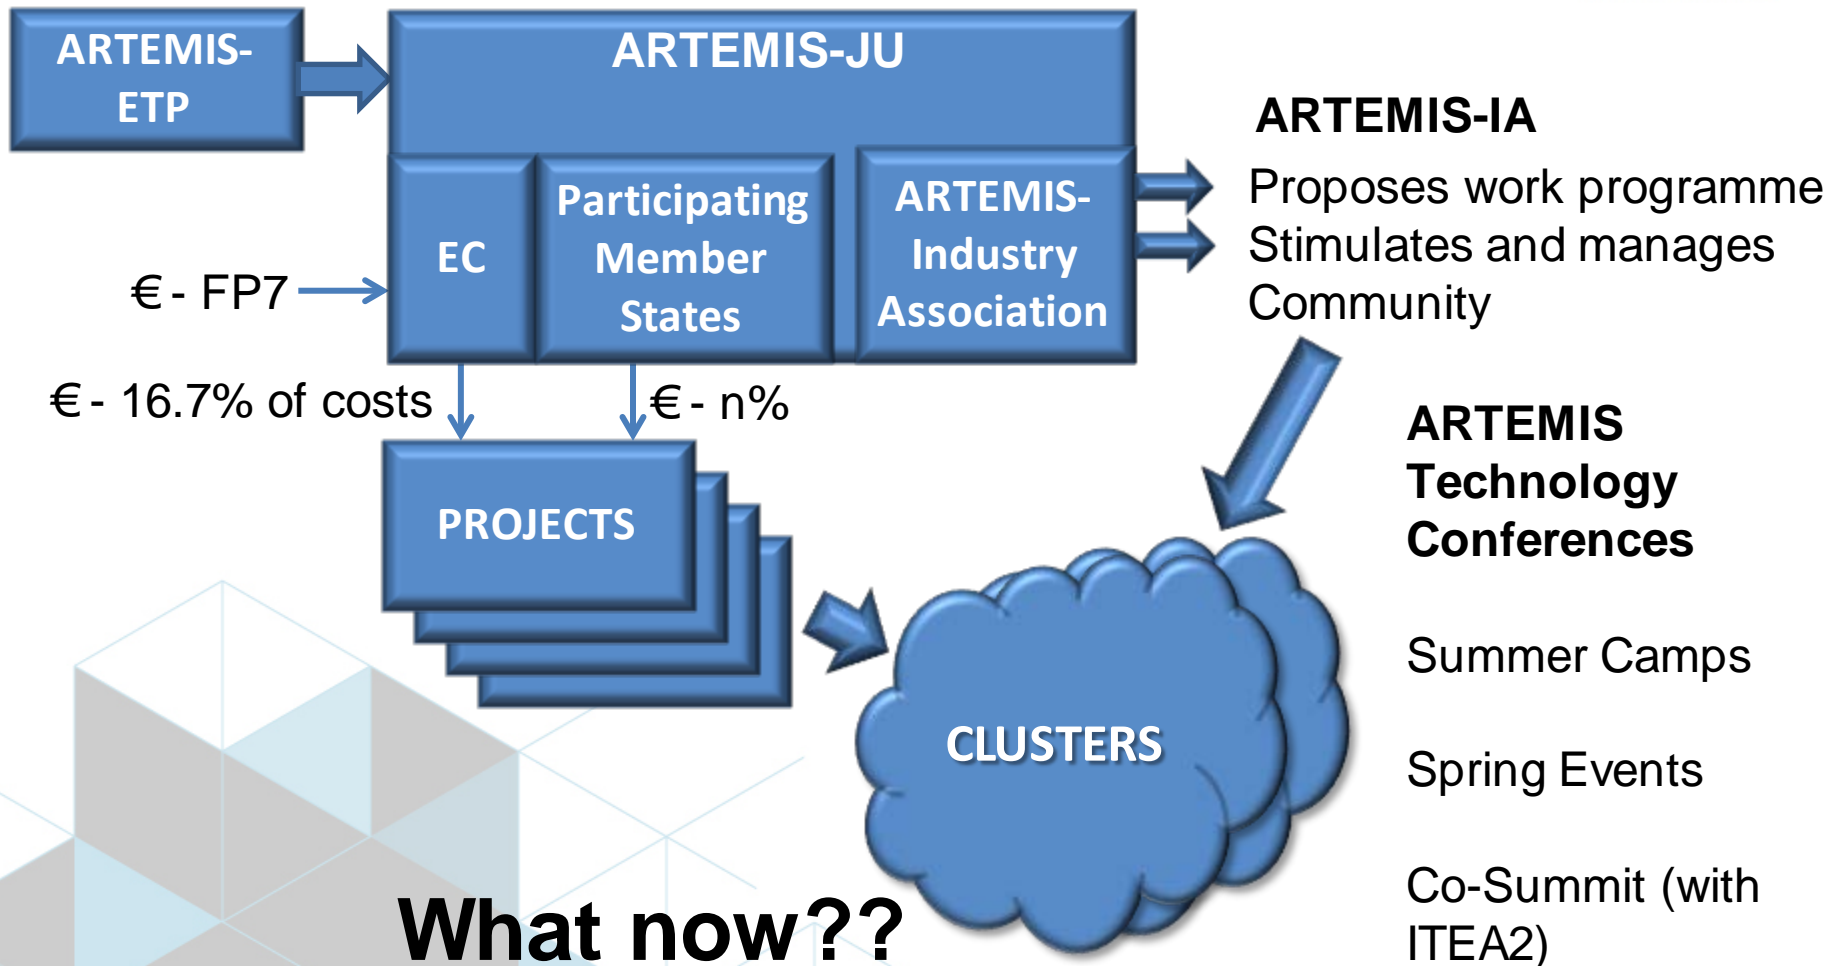 ARTEMIS-
ETP
ARTEMIS-JU
EC
Participating
Member
States
ARTEMIS-
Industry
Association
ARTEMIS-IA
Proposes work programme
Stimulates and manages
Community
€ - FP7
€ - 16.7% of costs
€ - n%
PROJECTS
CLUSTERS
ARTEMIS
Technology
Conferences
Summer Camps
Spring Events
Co-Summit (with
ITEA2)
What now??